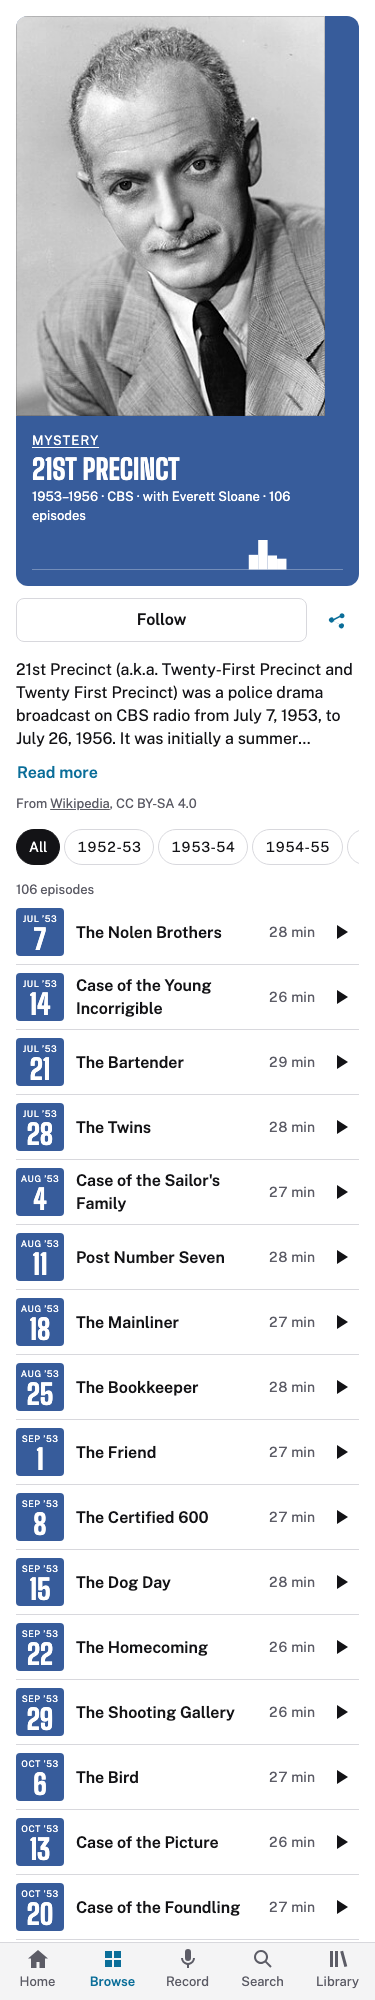 MYSTERY
21ST PRECINCT
1953–1956 · CBS · with Everett Sloane · 106
episodes
Follow
21st Precinct (a.k.a. Twenty-First Precinct and
Twenty First Precinct) was a police drama
broadcast on CBS radio from July 7, 1953, to
July 26, 1956. It was initially a summer…
Read more
From Wikipedia, CC BY-SA 4.0
All 1952-53 1953-54 1954-55
106 episodes
JUL '53
7
The Nolen Brothers
28 min
JUL '53
14
Case of the Young
Incorrigible
26 min
JUL '53
21
The Bartender
29 min
JUL '53
28
The Twins
28 min
AUG '53
4
Case of the Sailor's
Family
27 min
AUG '53
11
Post Number Seven
28 min
AUG '53
18
The Mainliner
27 min
AUG '53
25
The Bookkeeper
28 min
SEP '53
1
The Friend
27 min
SEP '53
8
The Certified 600
27 min
SEP '53
15
The Dog Day
28 min
SEP '53
22
The Homecoming
26 min
SEP '53
29
The Shooting Gallery
26 min
OCT '53
6
The Bird
27 min
OCT '53
13
Case of the Picture
26 min
OCT '53
20
Case of the Foundling
27 min
Home Browse Record Search Library